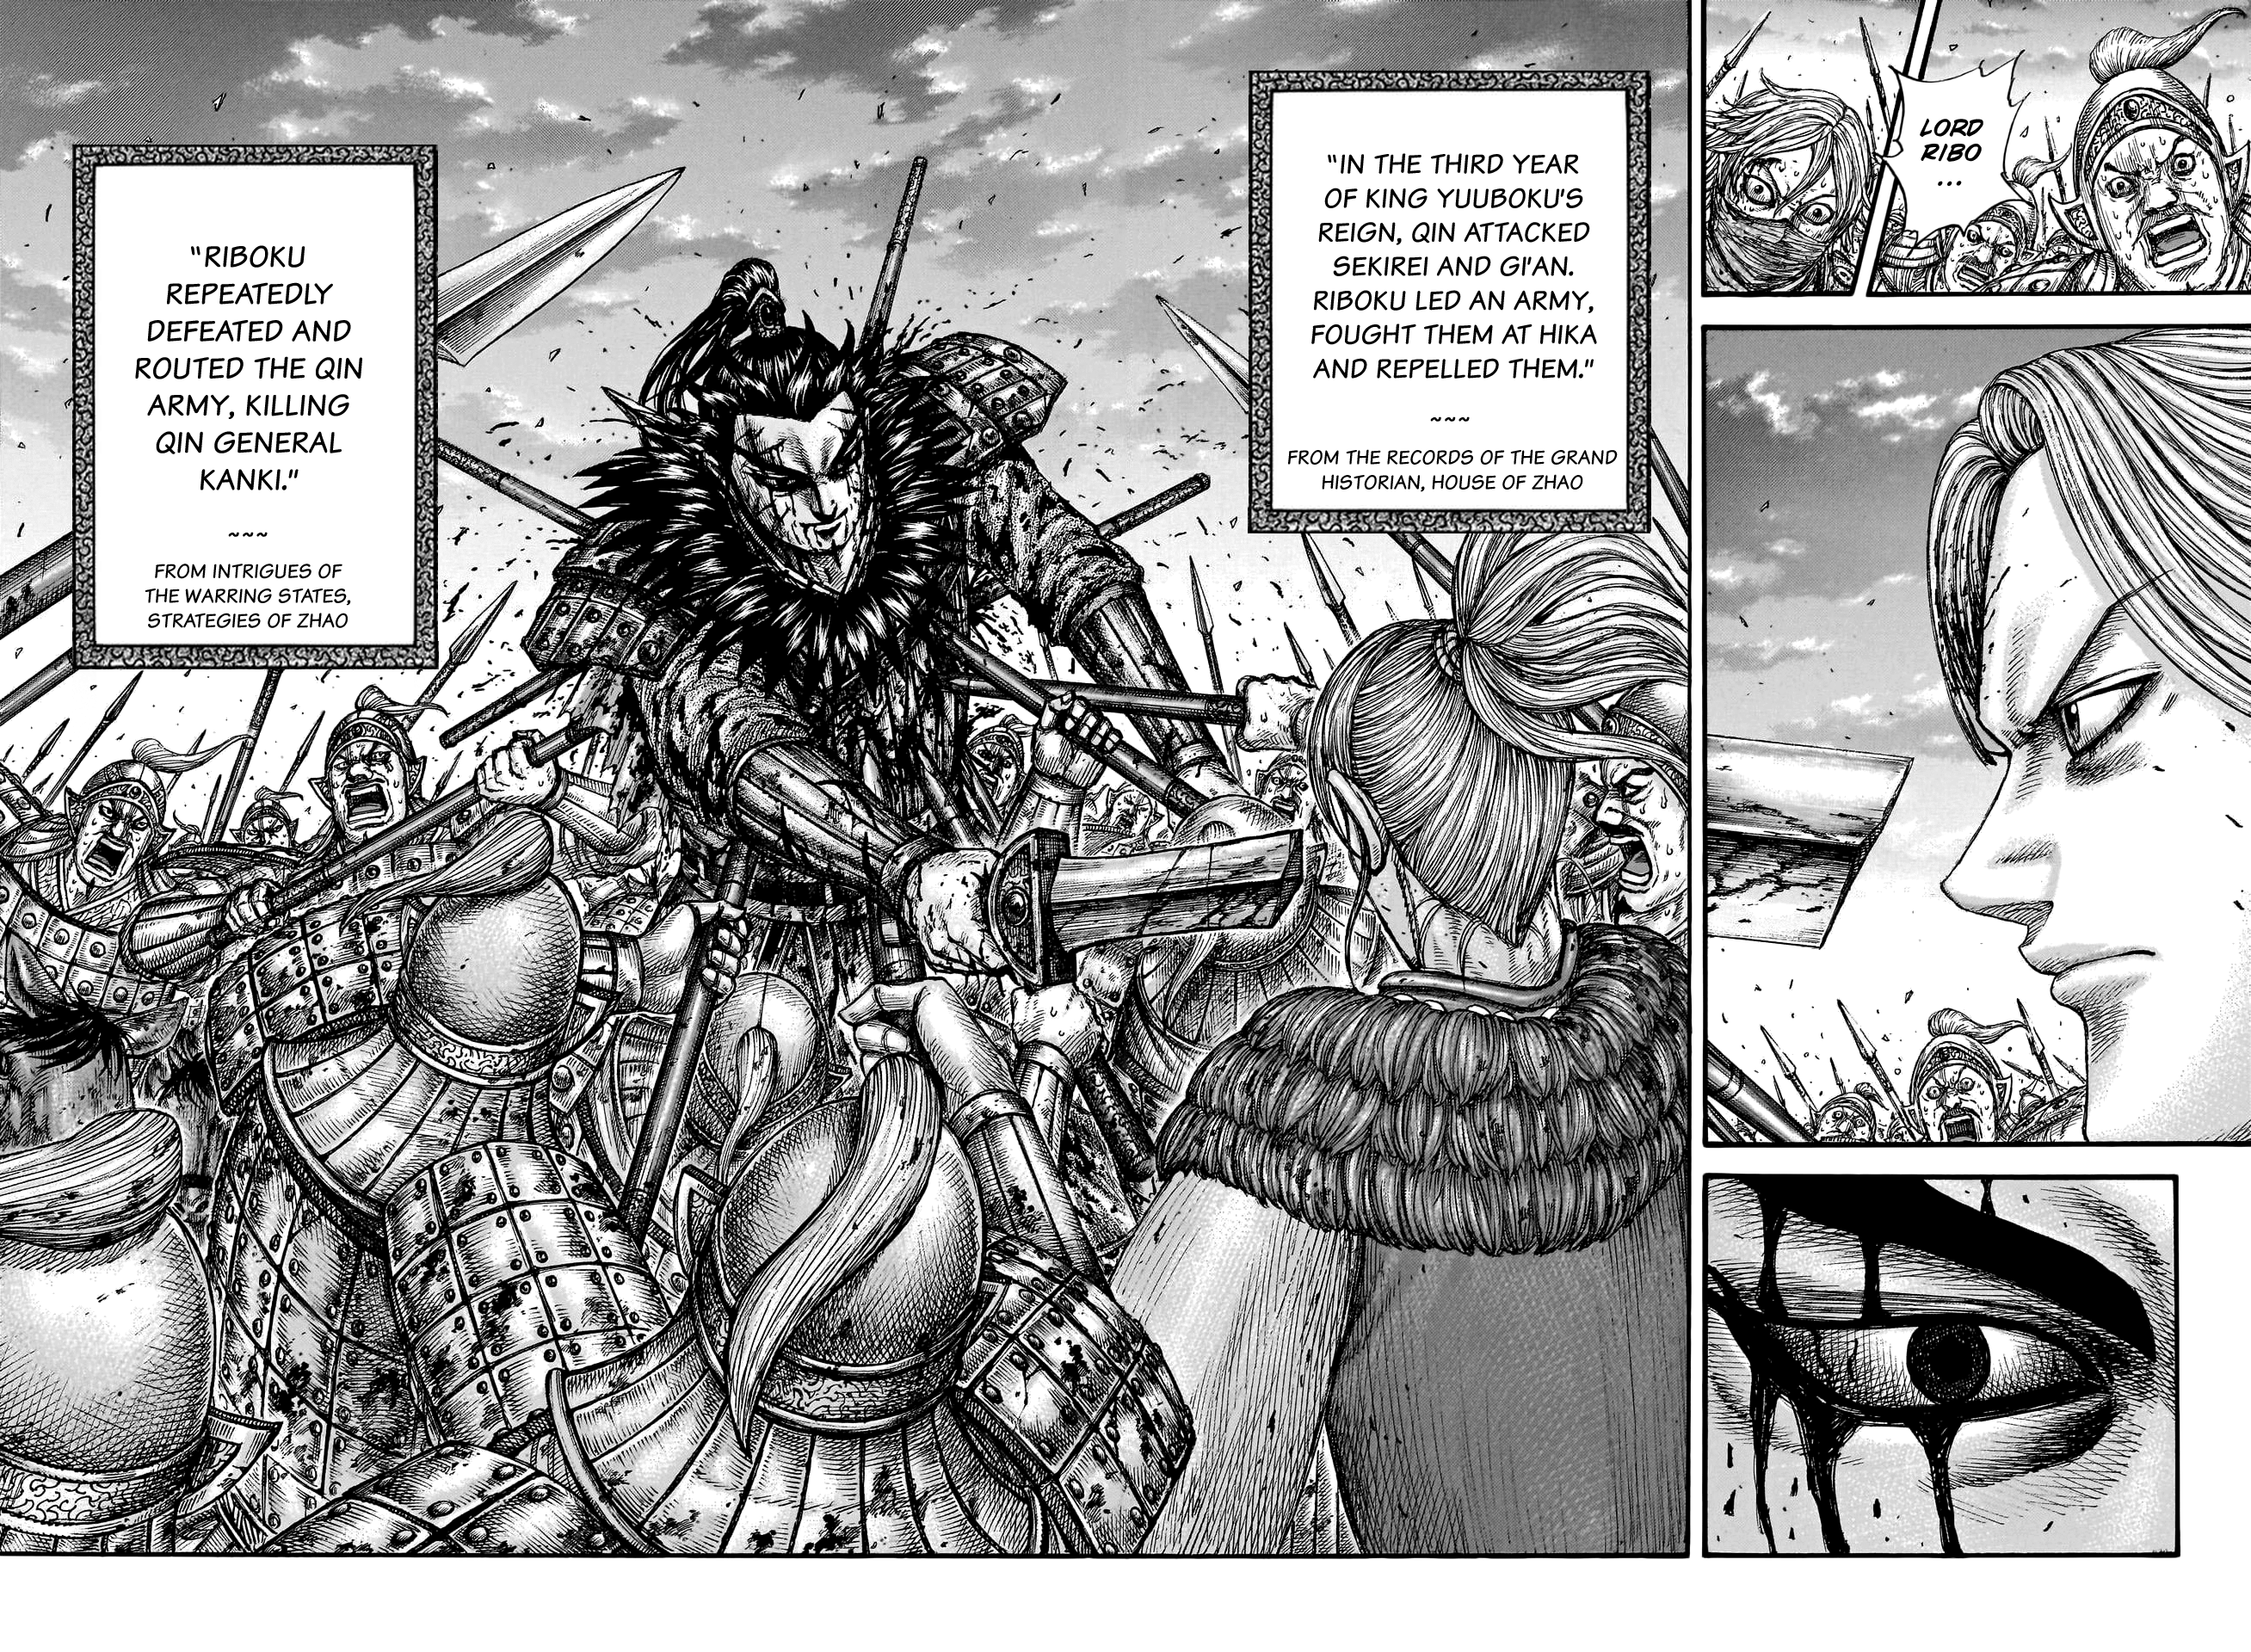 LORD
RIBO
...
"IN THE THIRD YEAR
OF KING YUUBOKU'S
REIGN, QIN ATTACKED
SEKIREI AND GI'AN.
RIBOKU LED AN ARMY,
FOUGHT THEM AT HIKA
AND REPELLED THEM."
~~~
FROM THE RECORDS OF THE GRAND
HISTORIAN, HOUSE OF ZHAO
"RIBOKU
REPEATEDLY
DEFEATED AND
ROUTED THE QIN
ARMY, KILLING
QIN GENERAL
KANKI."
~~~
FROM INTRIGUES OF
THE WARRING STATES,
STRATEGIES OF ZHAO